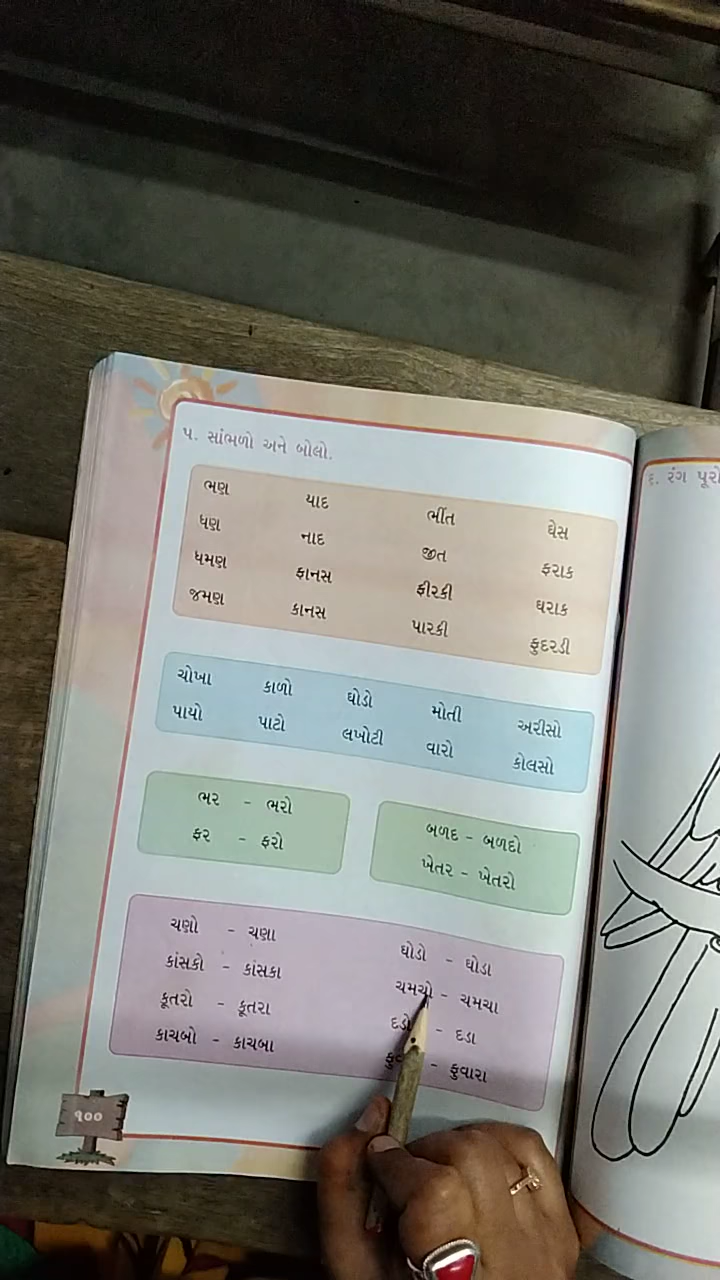 ૫. સાંભળો અને બોલો.
ભણ યાદ ભીંત ઘેસ
ધણ નાદ જીત ફરાક
ધમણ ફાનસ ફીરકી ઘરાક
જમણ કાનસ પારકી ફુદરડી
ચોખા કાળો ઘોડો મોતી અરીસો
પાયો પાટો લખોટી વારો કોલસો
ભર - ભરો
ફર - ફરો
બળદ - બળદો
ખેતર - ખેતરો
ચણો - ચણા ઘોડો - ઘોડા
કાંસકો - કાંસકા ચમચો - ચમચા
કૂતરો - કૂતરા દડો - દડા
કાચબો - કાચબા - ફુવારા
૧૦૦
૬. રંગ પૂરો